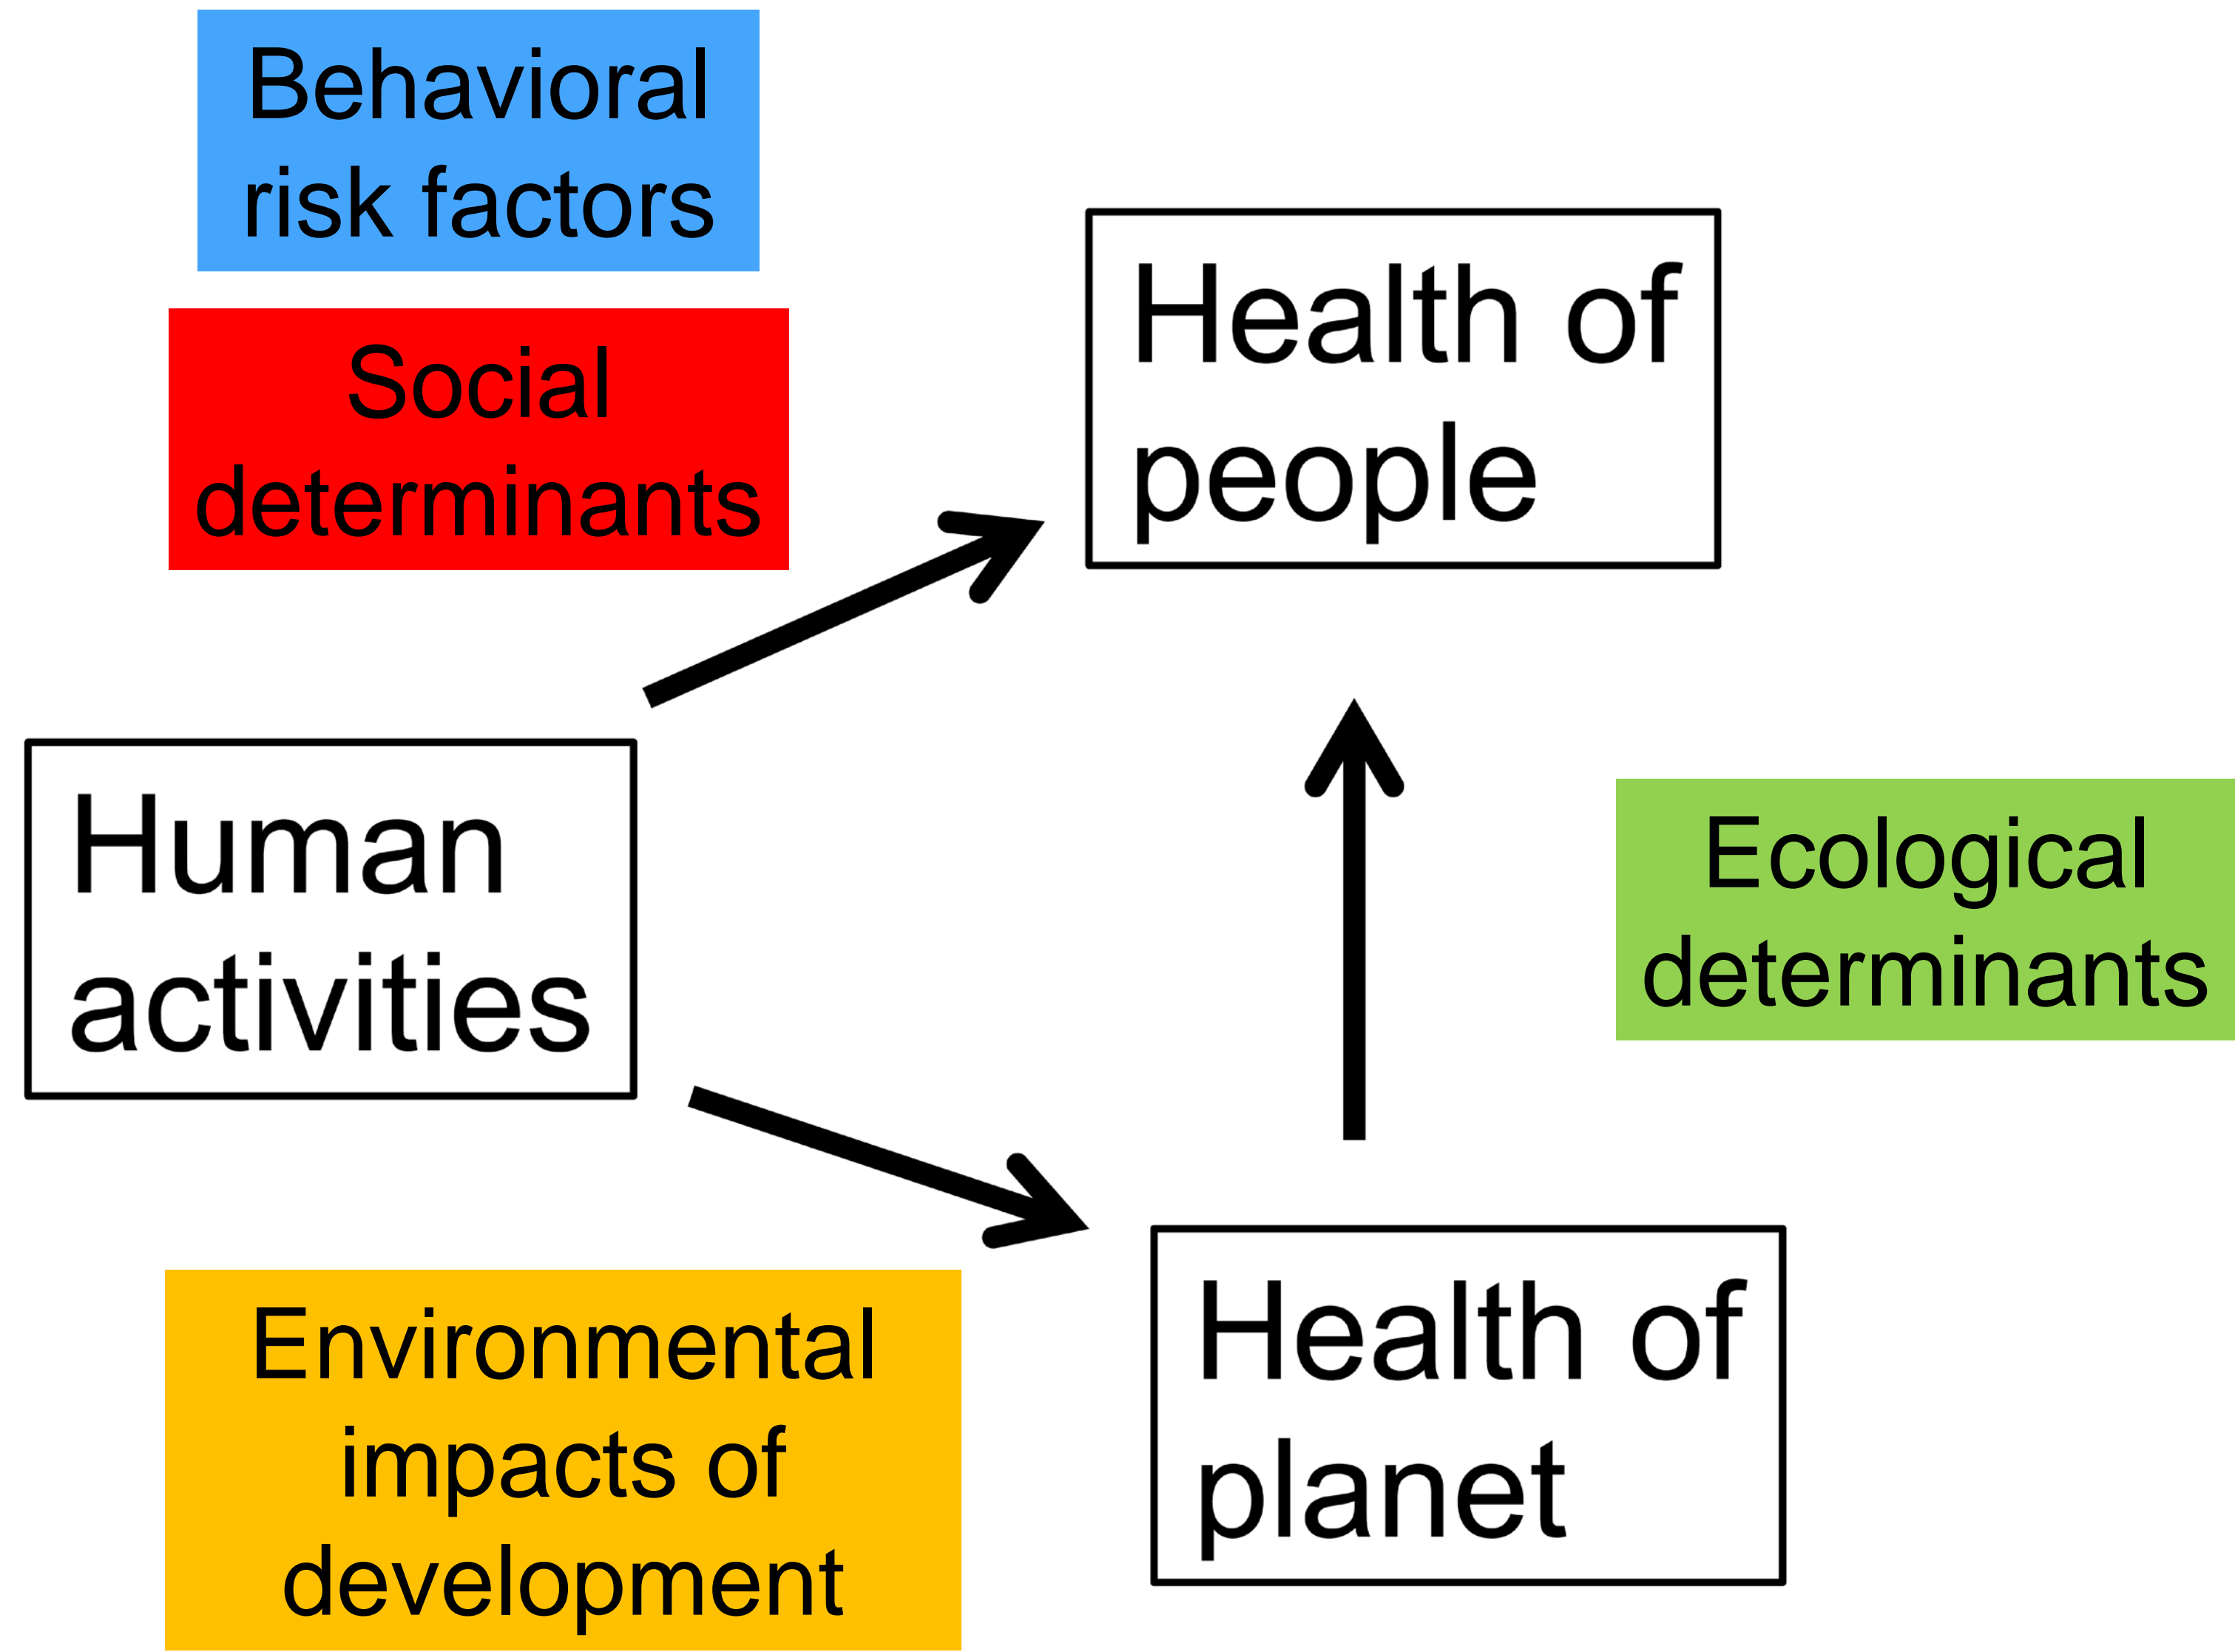 Behavioral
risk factors
Social
determinants
Health of
people
Human
activities
Ecological
determinants
Environmental
impacts of
development
Health of
planet